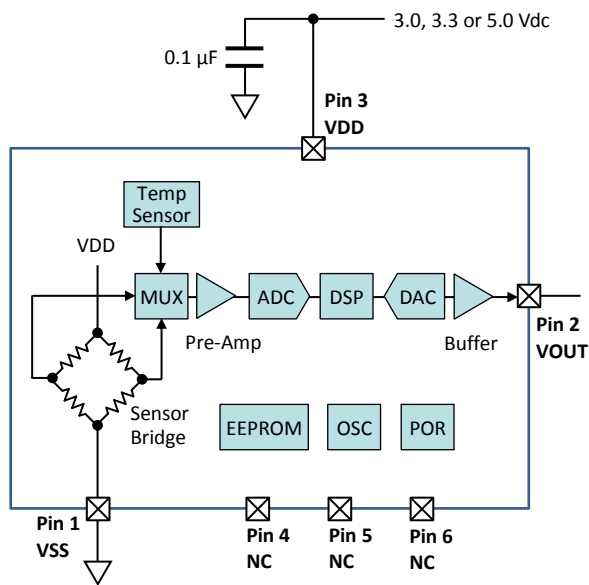 3.0, 3.3 or 5.0 Vdc
0.1 µF
Pin 3
VDD
Temp
Sensor
VDD
MUX
ADC
DSP
DAC
Pre-Amp
Buffer
Pin 2
VOUT
Sensor
Bridge
EEPROM
OSC
POR
Pin 1
VSS
Pin 4
NC
Pin 5
NC
Pin 6
NC